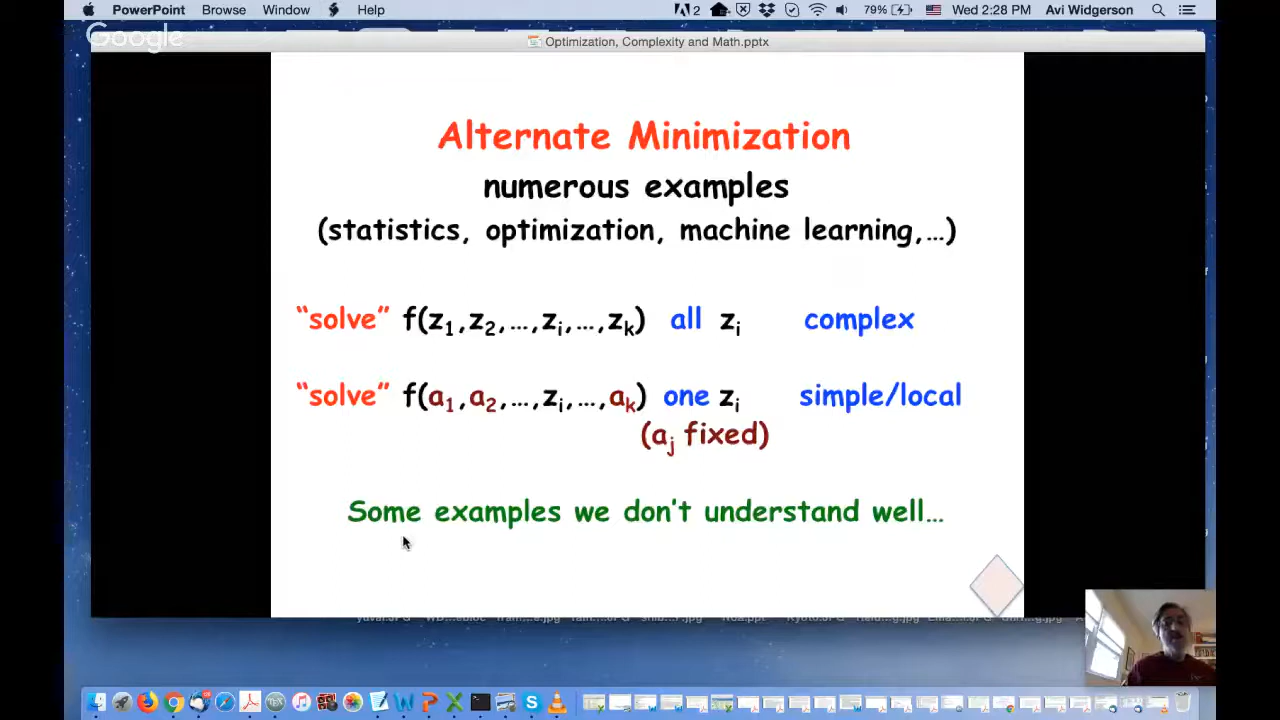 PowerPoint Browse Window Help 2 79% Wed 2:28 PM Avi Widgerson
Google
Optimization, Complexity and Math.pptx
Alternate Minimization
numerous examples
(statistics, optimization, machine learning,...)
“solve” f(z1,z2,...,zi,...,zk) all zi complex
“solve” f(a1,a2,...,zi,...,ak) one zi simple/local
(aj fixed)
Some examples we don't understand well...